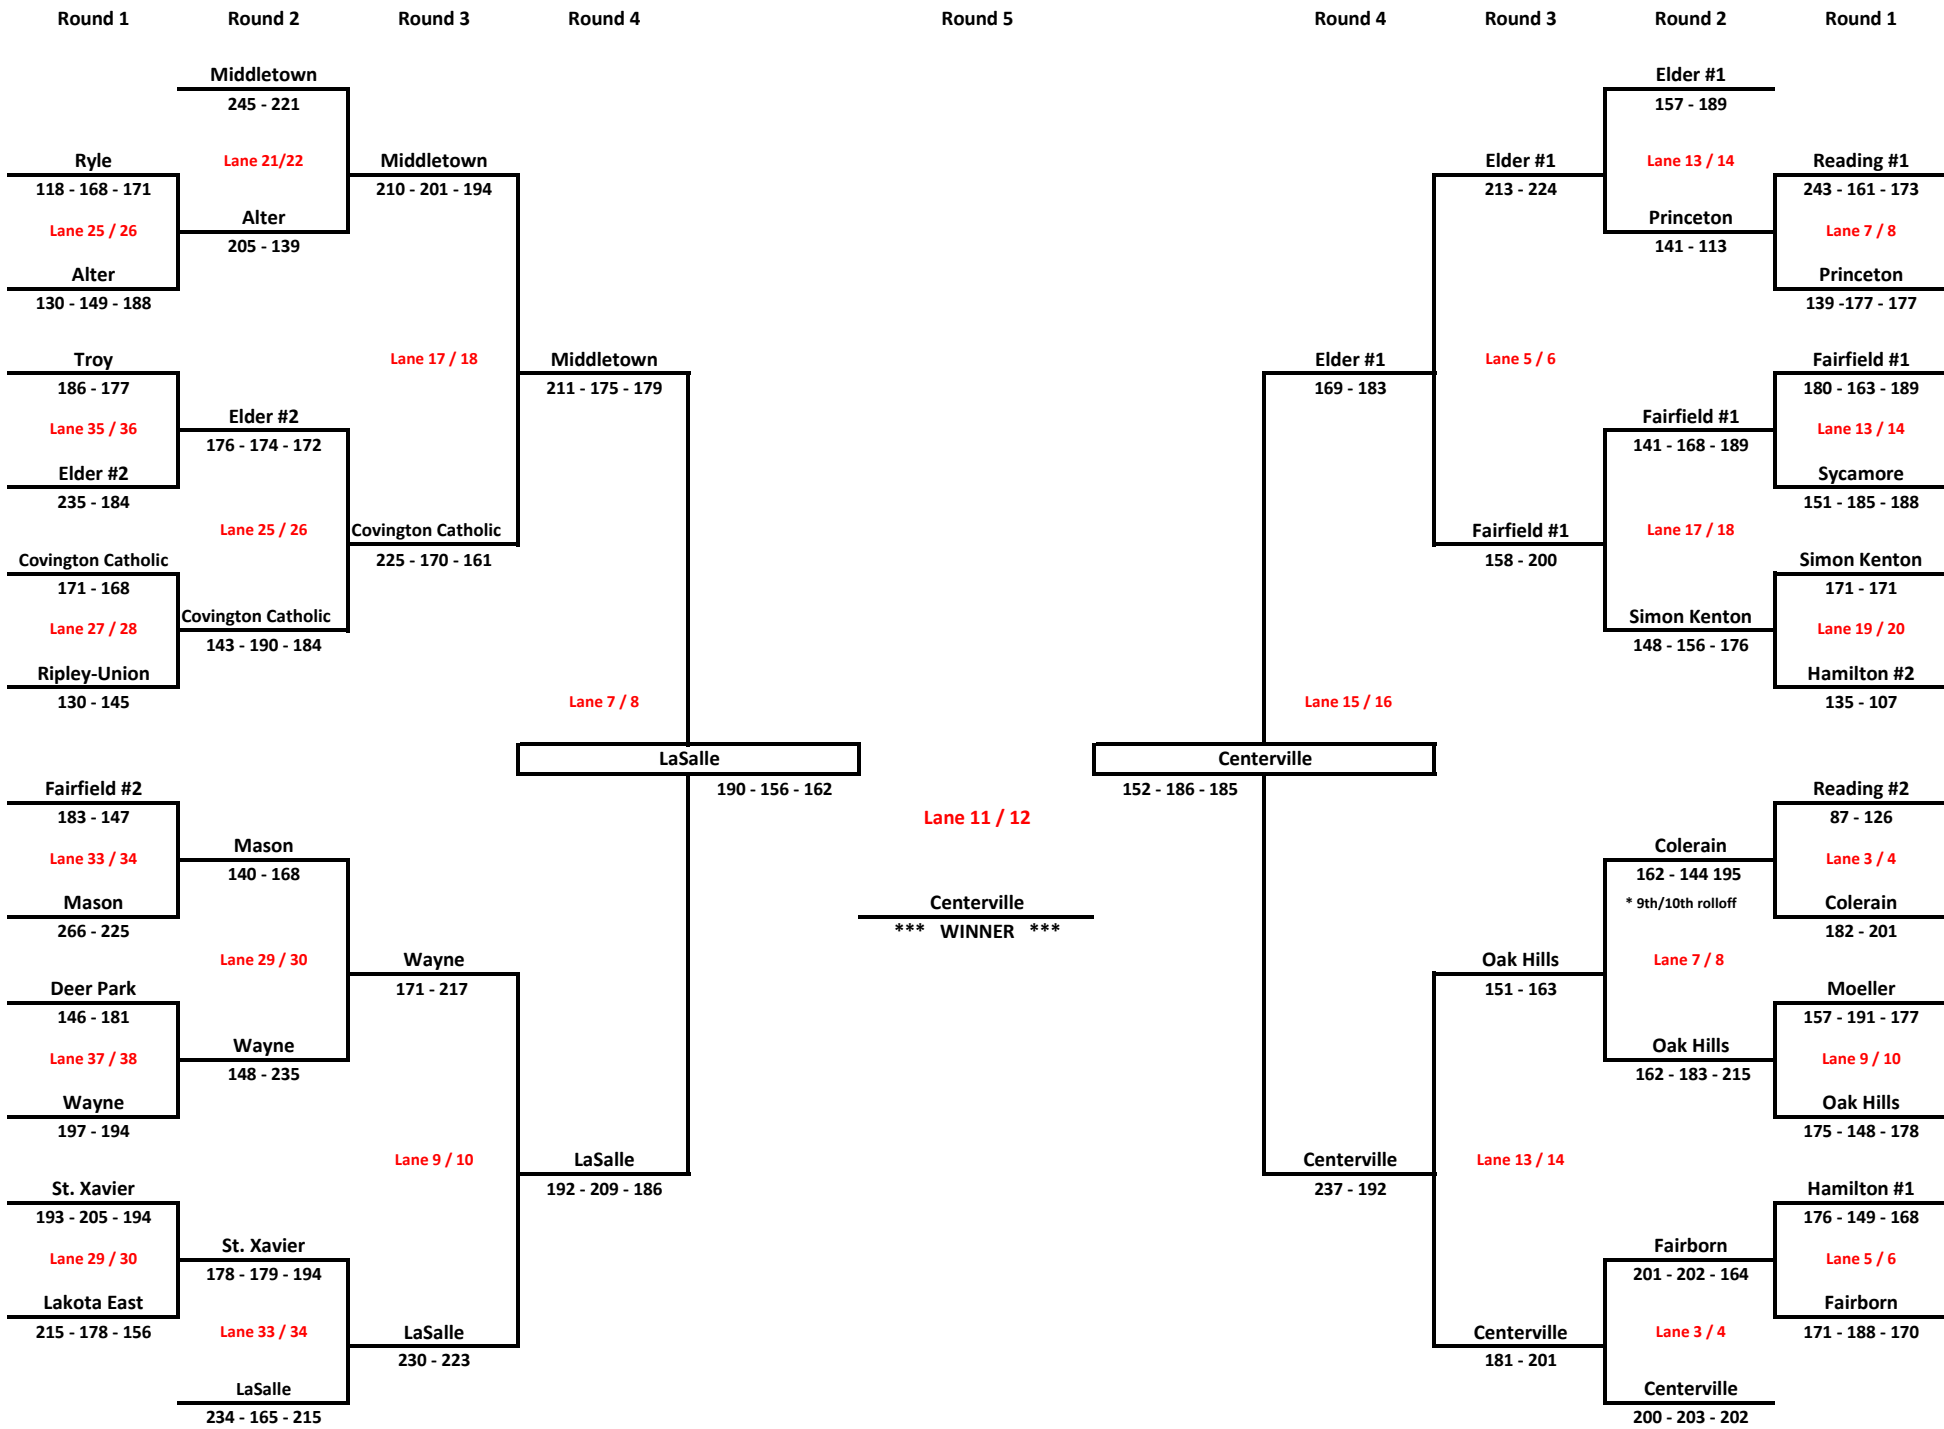 Round 1 Round 2 Round 3 Round 4 Round 5 Round 4 Round 3 Round 2 Round 1
Middletown Elder #1
245 - 221 157 - 189
Ryle Lane 21/22 Middletown Elder #1 Lane 13 / 14 Reading #1
118 - 168 - 171 210 - 201 - 194 213 - 224 243 - 161 - 173
Lane 25 / 26 Alter Princeton Lane 7 / 8
205 - 139 141 - 113
Alter Princeton
130 - 149 - 188 139 -177 - 177
Troy Lane 17 / 18 Middletown Elder #1 Lane 5 / 6 Fairfield #1
186 - 177 211 - 175 - 179 169 - 183 180 - 163 - 189
Lane 35 / 36 Elder #2 Fairfield #1 Lane 13 / 14
176 - 174 - 172 141 - 168 - 189
Elder #2 Sycamore
235 - 184 151 - 185 - 188
Lane 25 / 26 Covington Catholic Fairfield #1 Lane 17 / 18
Covington Catholic 225 - 170 - 161 158 - 200 Simon Kenton
171 - 168 171 - 171
Lane 27 / 28 Covington Catholic Simon Kenton Lane 19 / 20
143 - 190 - 184 148 - 156 - 176
Ripley-Union Hamilton #2
130 - 145 Lane 7 / 8 Lane 15 / 16 135 - 107
LaSalle Centerville
Fairfield #2 190 - 156 - 162 152 - 186 - 185 Reading #2
183 - 147 Lane 11 / 12 87 - 126
Lane 33 / 34 Mason Colerain Lane 3 / 4
140 - 168 162 - 144 195
Mason Centerville * 9th/10th rolloff Colerain
266 - 225 *** WINNER *** 182 - 201
Lane 29 / 30 Wayne Oak Hills Lane 7 / 8
Deer Park 171 - 217 151 - 163 Moeller
146 - 181 157 - 191 - 177
Lane 37 / 38 Wayne Oak Hills Lane 9 / 10
148 - 235 162 - 183 - 215
Wayne Oak Hills
197 - 194 175 - 148 - 178
Lane 9 / 10 LaSalle Centerville Lane 13 / 14
St. Xavier 192 - 209 - 186 237 - 192 Hamilton #1
193 - 205 - 194 176 - 149 - 168
Lane 29 / 30 St. Xavier Fairborn Lane 5 / 6
178 - 179 - 194 201 - 202 - 164
Lakota East Fairborn
215 - 178 - 156 Lane 33 / 34 LaSalle Centerville Lane 3 / 4 171 - 188 - 170
230 - 223 181 - 201
LaSalle Centerville
234 - 165 - 215 200 - 203 - 202